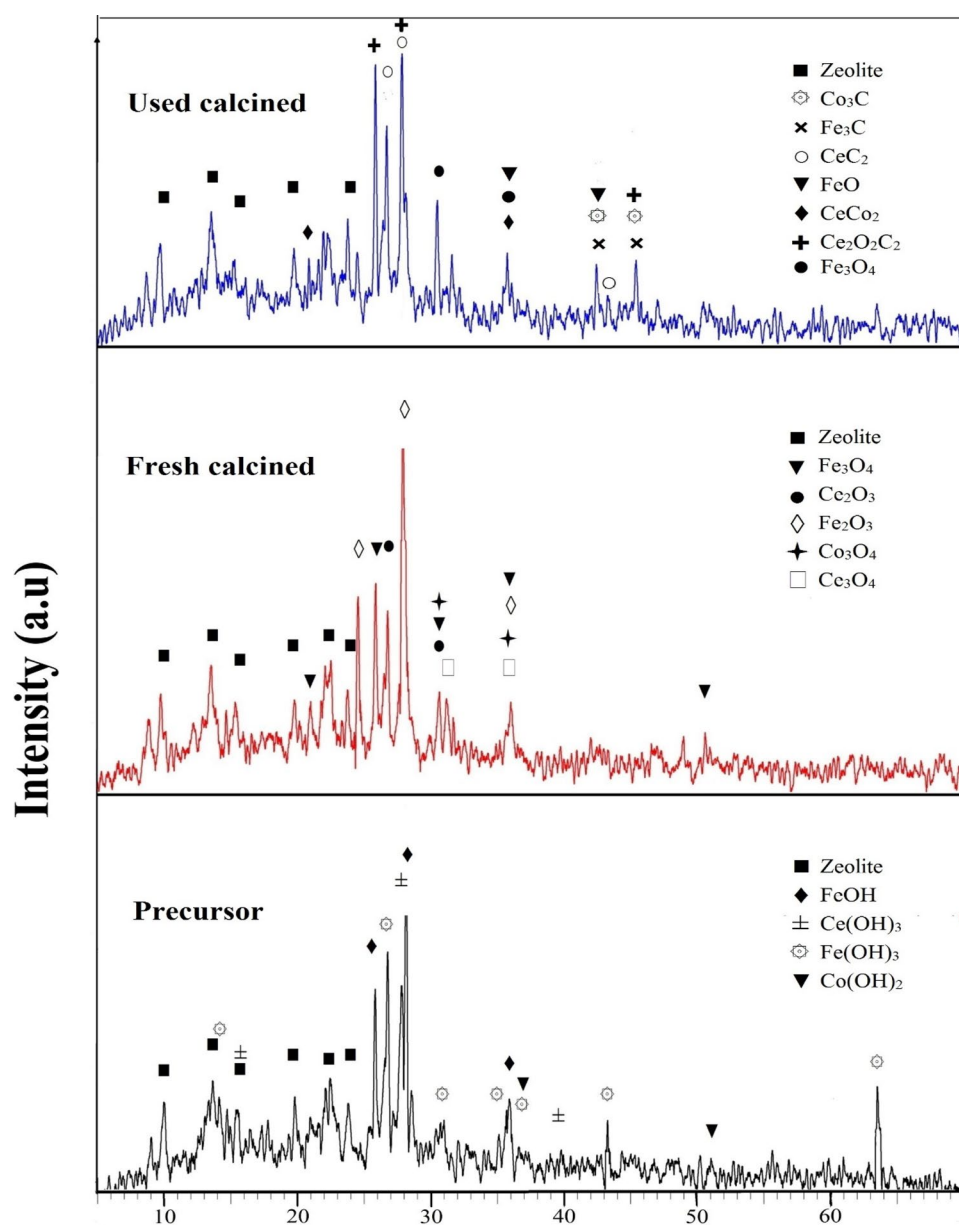 Intensity (a.u)
Used calcined
Zeolite
Co₃C
Fe₃C
CeC₂
FeO
CeCo₂
Ce₂O₂C₂
Fe₃O₄
Fresh calcined
Zeolite
Fe₃O₄
Ce₂O₃
Fe₂O₃
Co₃O₄
Ce₃O₄
Precursor
Zeolite
FeOH
Ce(OH)₃
Fe(OH)₃
Co(OH)₂
10 20 30 40 50 60